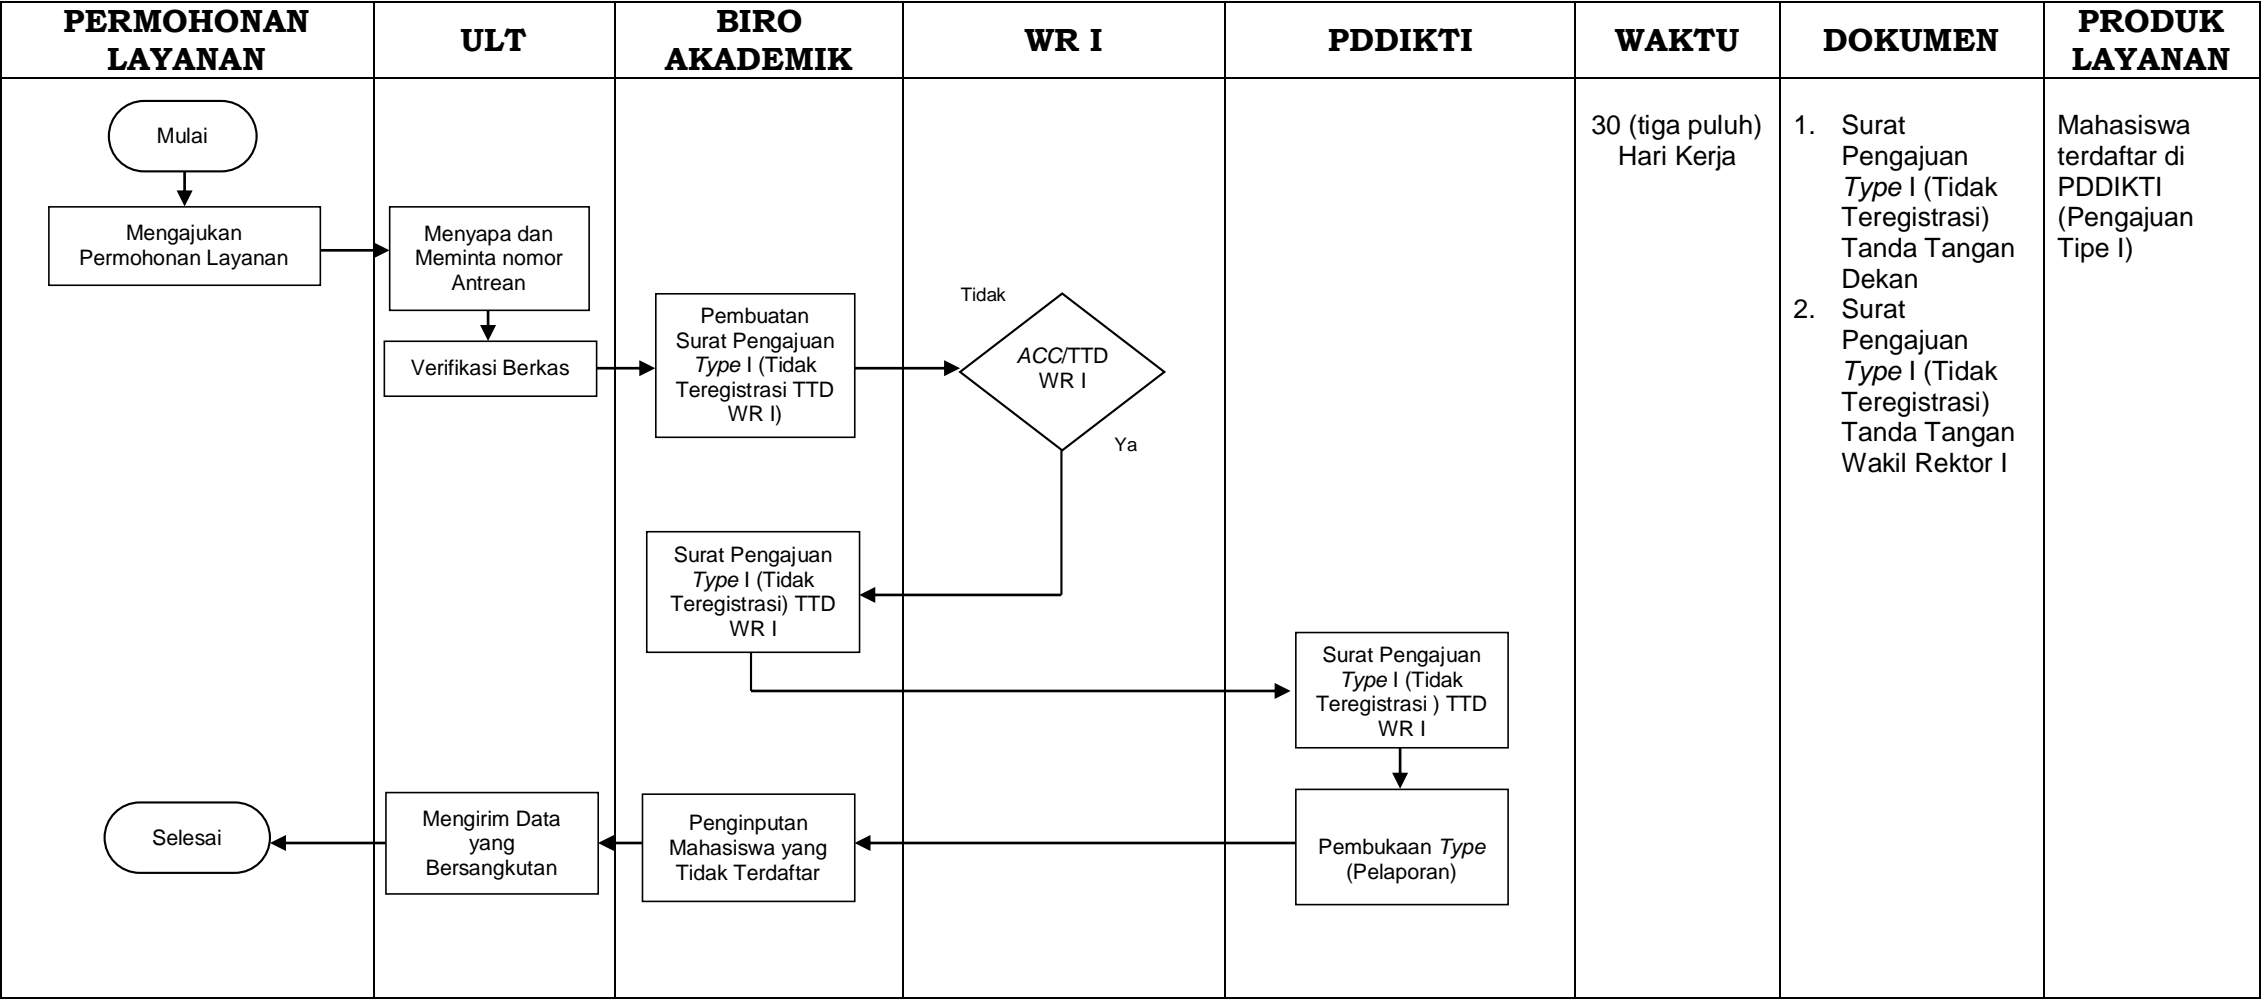 PERMOHONAN
LAYANAN
ULT
BIRO
AKADEMIK
WR I
PDDIKTI
WAKTU
DOKUMEN
PRODUK
LAYANAN
Mulai
Mengajukan
Permohonan Layanan
Menyapa dan
Meminta nomor
Antrean
Verifikasi Berkas
Pembuatan
Surat Pengajuan
Type I (Tidak
Teregistrasi TTD
WR I)
Tidak
ACC/TTD
WR I
Ya
Surat Pengajuan
Type I (Tidak
Teregistrasi) TTD
WR I
Surat Pengajuan
Type I (Tidak
Teregistrasi ) TTD
WR I
Pembukaan Type
(Pelaporan)
Penginputan
Mahasiswa yang
Tidak Terdaftar
Mengirim Data
yang
Bersangkutan
Selesai
30 (tiga puluh)
Hari Kerja
1. Surat
Pengajuan
Type I (Tidak
Teregistrasi)
Tanda Tangan
Dekan
2. Surat
Pengajuan
Type I (Tidak
Teregistrasi)
Tanda Tangan
Wakil Rektor I
Mahasiswa
terdaftar di
PDDIKTI
(Pengajuan
Tipe I)